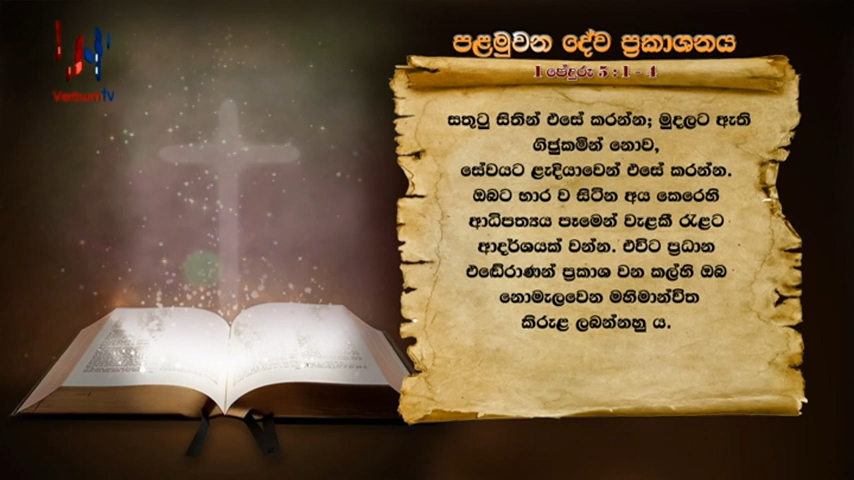 Verbum TV
පළමුවන දේව ප්‍රකාශනය
1 පේදුරු 5 : 1 - 4
සතුටු සිතින් එසේ කරන්න; මුදලට ඇති
ගිජුකමින් නොව,
සේවයට ළැදියාවෙන් එසේ කරන්න.
ඔබට භාර ව සිටින අය කෙරෙහි
ආධිපත්‍යය පෑමෙන් වැළකී රැළට
ආදර්ශයක් වන්න. එවිට ප්‍රධාන
එඬේරාණන් ප්‍රකාශ වන කල්හි ඔබ
නොමැලවෙන මහිමාන්විත
කිරුළ ලබන්නහු ය.